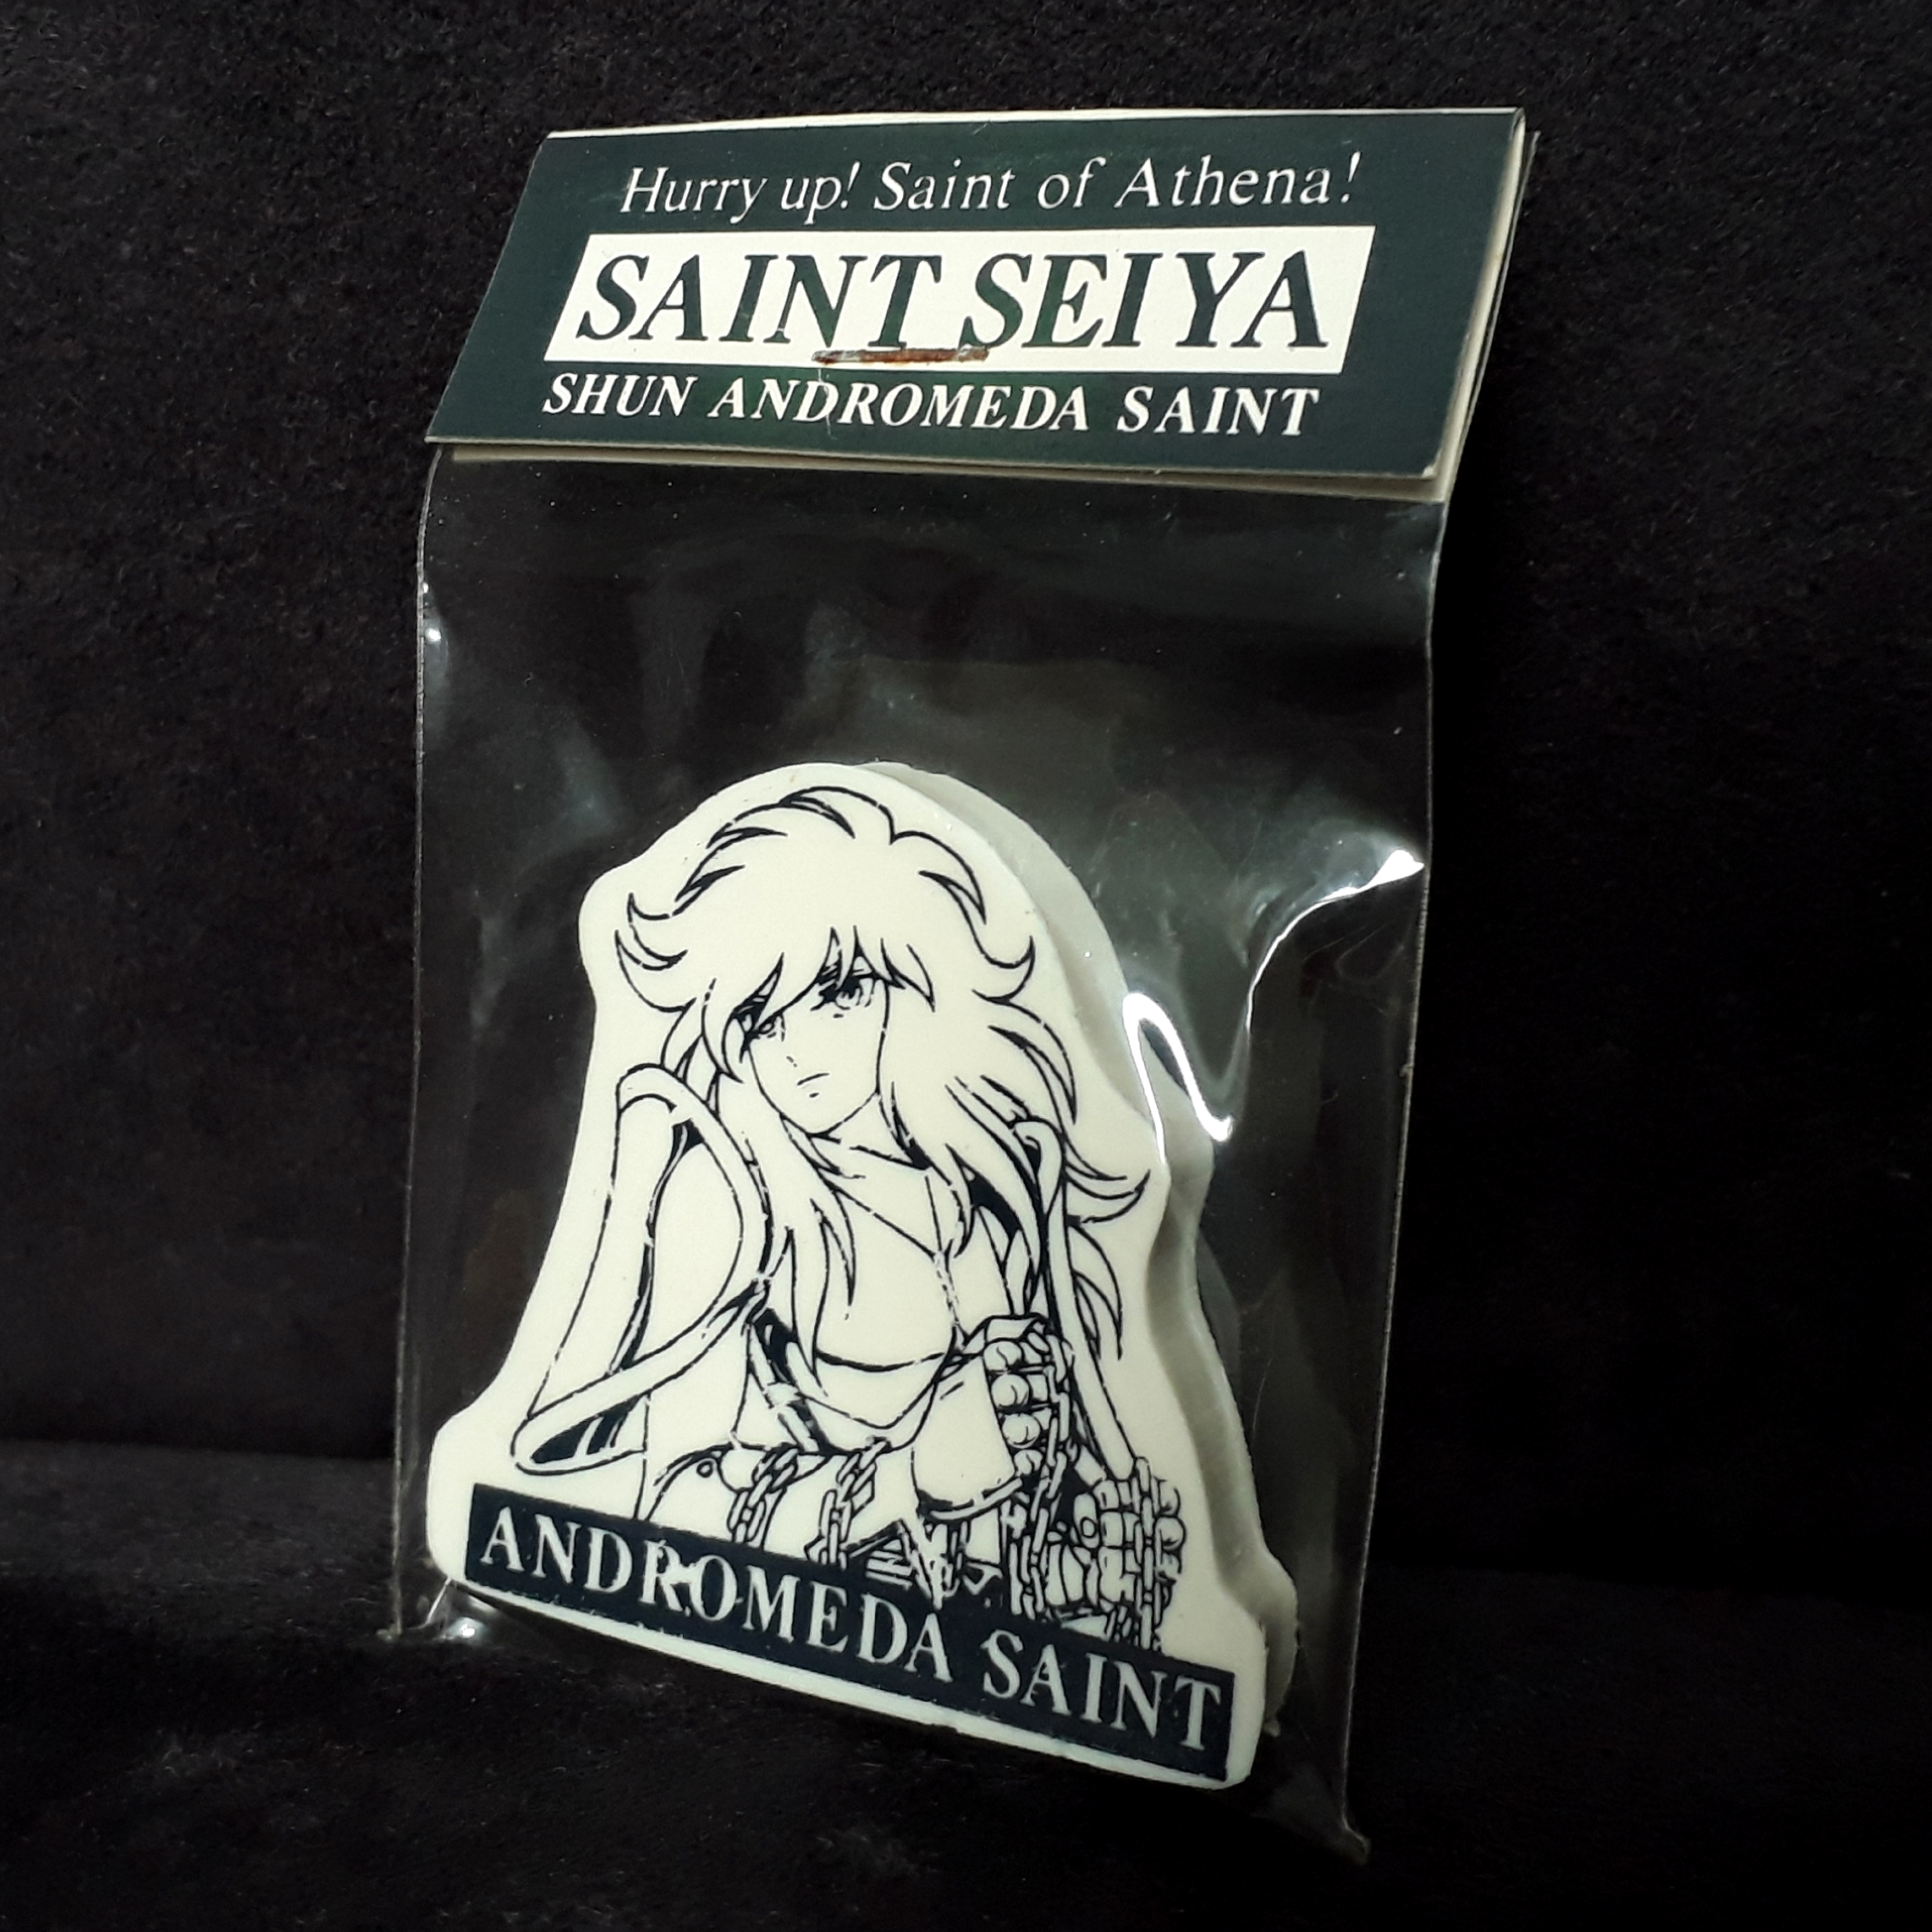 Hurry up! Saint of Athena!
SAINT SEIYA
SHUN ANDROMEDA SAINT
ANDROMEDA SAINT